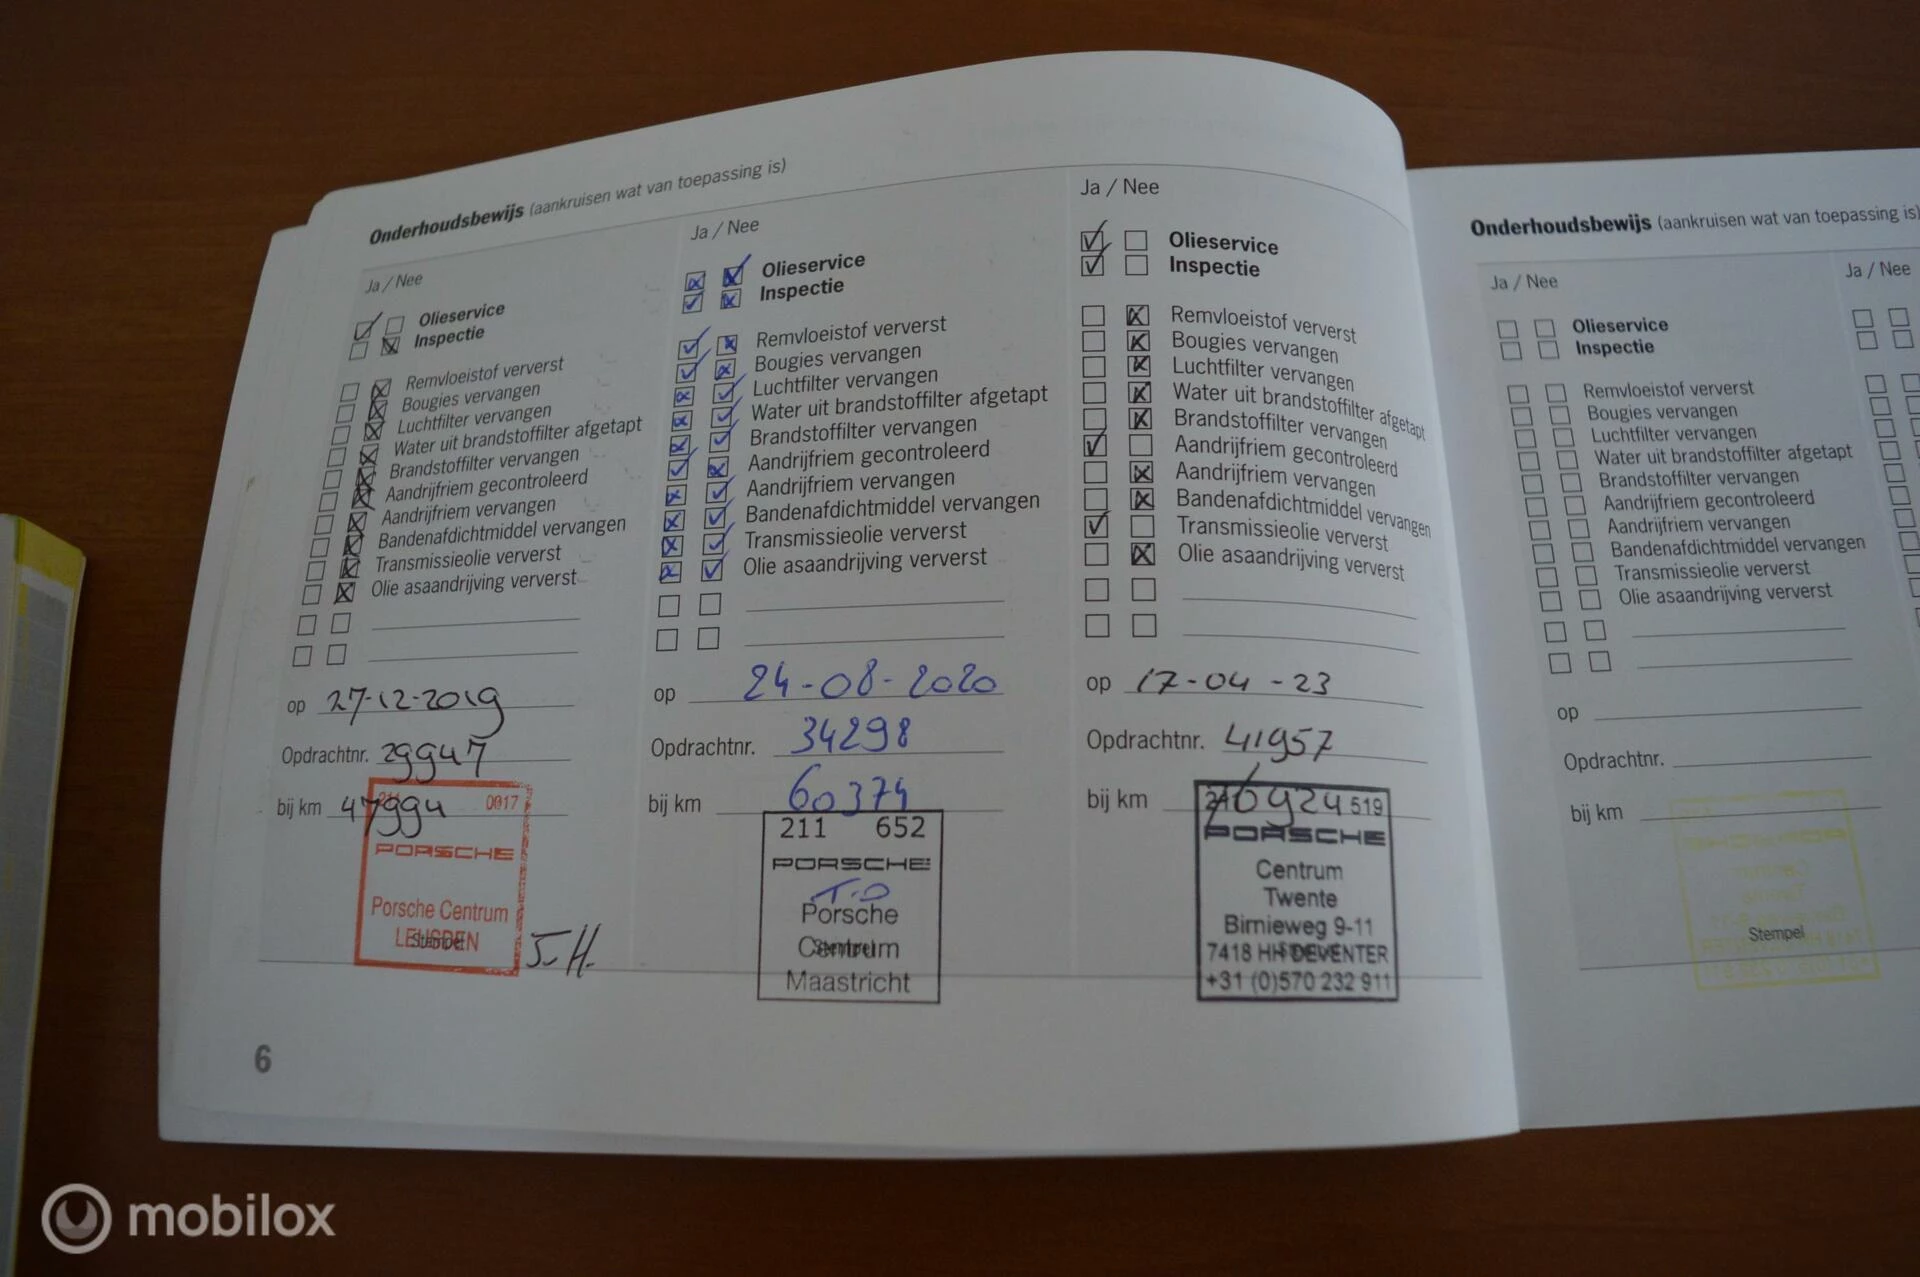 Onderhoudsbewijs (aankruisen wat van toepassing is)
Ja / Nee
Olieservice
Inspectie
Remvloeistof ververst
Bougies vervangen
Luchtfilter vervangen
Water uit brandstoffilter afgetapt
Brandstoffilter vervangen
Aandrijfriem gecontroleerd
Aandrijfriem vervangen
Bandenafdichtmiddel vervangen
Transmissieolie ververst
Olie asaandrijving ververst
op 27-12-2019
Opdrachtnr. 29947
bij km 47994
211 0017
PORSCHE
Porsche Centrum
LEUSDEN
Stempel
J.H.
Ja / Nee
Olieservice
Inspectie
Remvloeistof ververst
Bougies vervangen
Luchtfilter vervangen
Water uit brandstoffilter afgetapt
Brandstoffilter vervangen
Aandrijfriem gecontroleerd
Aandrijfriem vervangen
Bandenafdichtmiddel vervangen
Transmissieolie ververst
Olie asaandrijving ververst
op 24-08-2020
Opdrachtnr. 34298
bij km 60374
211 652
PORSCHE
T.D
Porsche
Centrum
Stempel
Maastricht
Ja / Nee
Olieservice
Inspectie
Remvloeistof ververst
Bougies vervangen
Luchtfilter vervangen
Water uit brandstoffilter afgetapt
Brandstoffilter vervangen
Aandrijfriem gecontroleerd
Aandrijfriem vervangen
Bandenafdichtmiddel vervangen
Transmissieolie ververst
Olie asaandrijving ververst
op 17-04-23
Opdrachtnr. 41957
bij km 76924
519
PORSCHE
Centrum
Twente
Birnieweg 9-11
7418 HH DEVENTER
+31 (0)570 232 911
6
Onderhoudsbewijs (aankruisen wat van toepassing is)
Ja / Nee
Olieservice
Inspectie
Remvloeistof ververst
Bougies vervangen
Luchtfilter vervangen
Water uit brandstoffilter afgetapt
Brandstoffilter vervangen
Aandrijfriem gecontroleerd
Aandrijfriem vervangen
Bandenafdichtmiddel vervangen
Transmissieolie ververst
Olie asaandrijving ververst
op
Opdrachtnr.
bij km
Stempel
Ja / Nee
mobilox